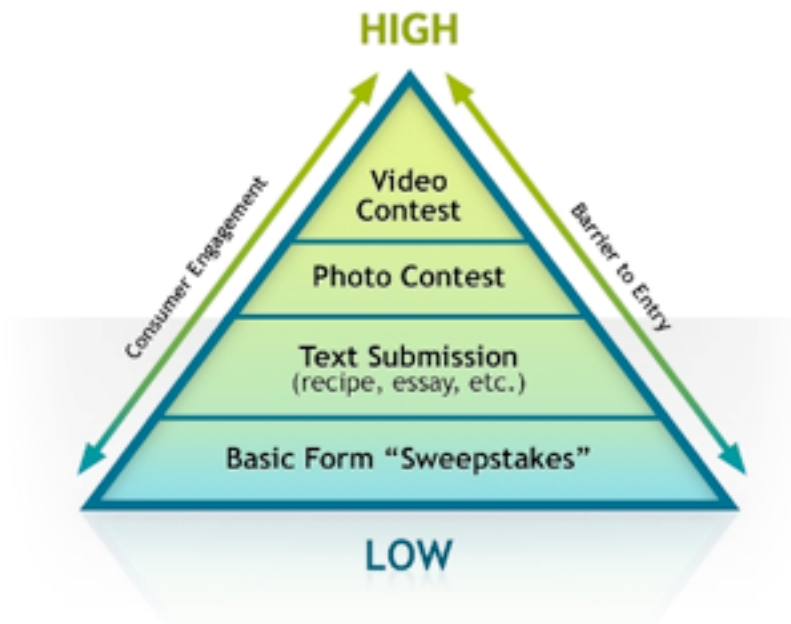 HIGH
Consumer Engagement
Barrier to Entry
Video
Contest
Photo Contest
Text Submission
(recipe, essay, etc.)
Basic Form “Sweepstakes”
LOW